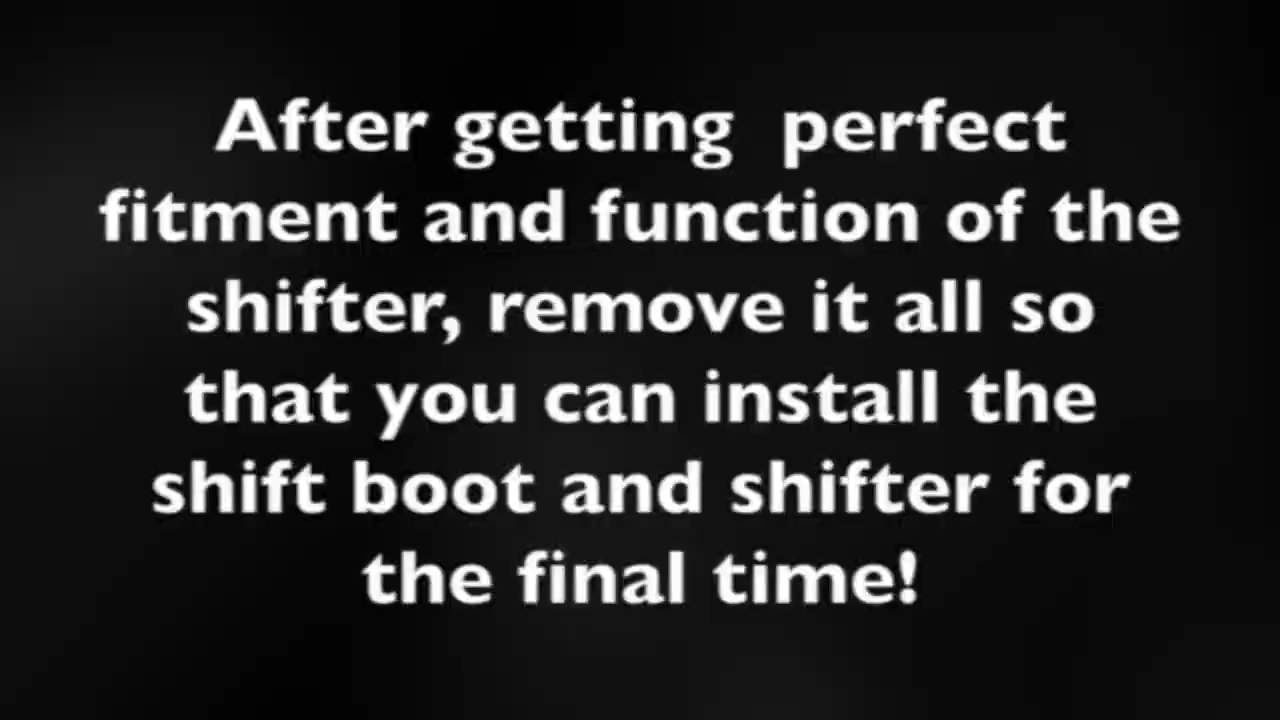 After getting  perfect
fitment and function of the
shifter, remove it all so
that you can install the
shift boot and shifter for
the final time!